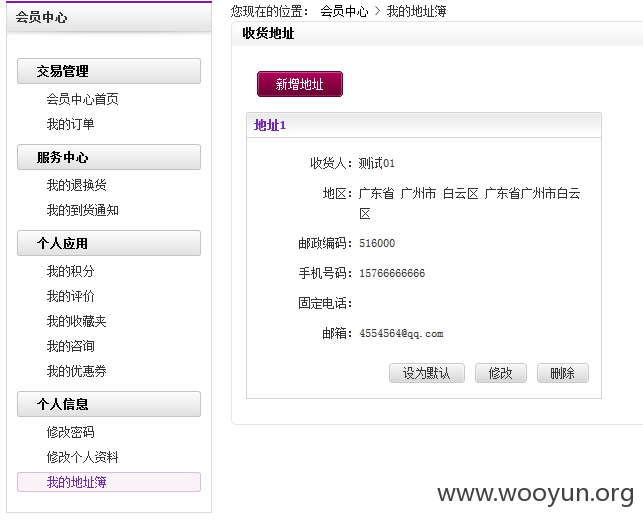 会员中心
交易管理
会员中心首页
我的订单
服务中心
我的退换货
我的到货通知
个人应用
我的积分
我的评价
我的收藏夹
我的咨询
我的优惠券
个人信息
修改密码
修改个人资料
我的地址簿
您现在的位置： 会员中心 > 我的地址簿
收货地址
新增地址
地址1
收货人：测试01
地区：广东省 广州市 白云区 广东省广州市白云
区
邮政编码：516000
手机号码：15766666666
固定电话：
邮箱：4554564@qq.com
设为默认 修改 删除
www.wooyun.org